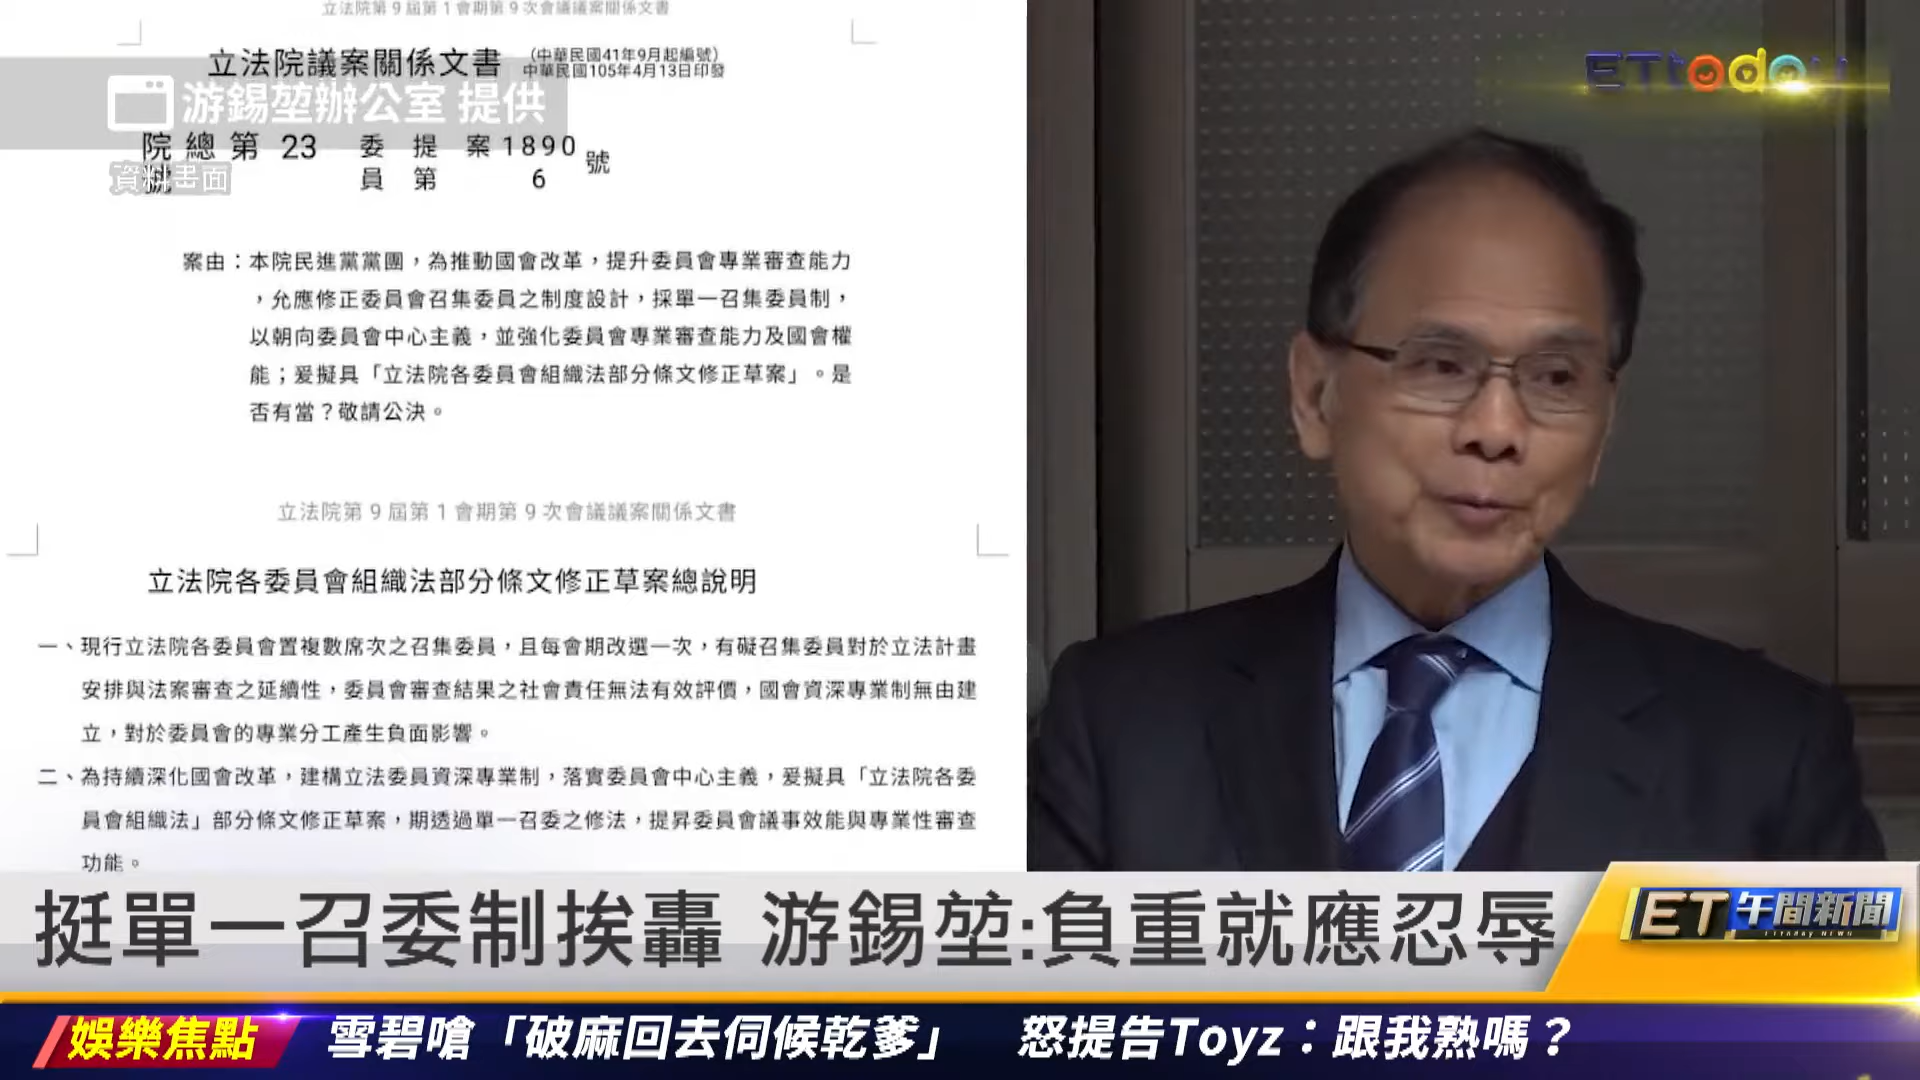 立法院第9屆第1會期第9次會議議案關係文書
立法院議案關係文書
（中華民國41年9月起編號）
中華民國105年4月13日印發
游錫堃辦公室 提供
院總第 23
委員提案第
18906
號
資料畫面
案由：本院民進黨黨團，為推動國會改革，提升委員會專業審查能力
，允應修正委員會召集委員之制度設計，採單一召集委員制，
以朝向委員會中心主義，並強化委員會專業審查能力及國會權
能；爰擬具「立法院各委員會組織法部分條文修正草案」。是
否有當？敬請公決。
立法院第9屆第1會期第9次會議議案關係文書
立法院各委員會組織法部分條文修正草案總說明
一、現行立法院各委員會置複數席次之召集委員，且每會期改選一次，有礙召集委員對於立法計畫
安排與法案審查之延續性，委員會審查結果之社會責任無法有效評價，國會資深專業制無由建
立，對於委員會的專業分工產生負面影響。
二、為持續深化國會改革，建構立法委員資深專業制，落實委員會中心主義，爰擬具「立法院各委
員會組織法」部分條文修正草案，期透過單一召委之修法，提昇委員會議事效能與專業性審查
功能。
ETtoday
挺單一召委制挨轟 游錫堃:負重就應忍辱
ET午間新聞
ETtoday NEWS
娛樂焦點
雪碧嗆「破麻回去伺候乾爹」 怒提告Toyz：跟我熟嗎？